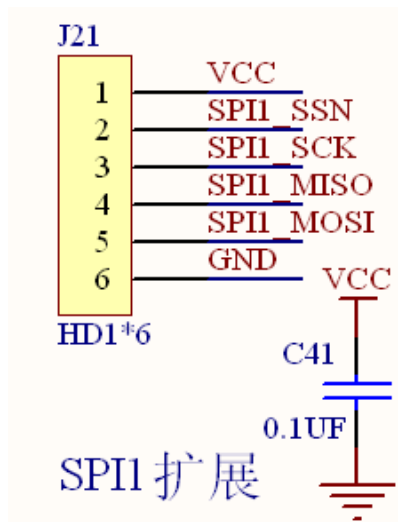 J21
1 VCC
2 SPI1_SSN
3 SPI1_SCK
4 SPI1_MISO
5 SPI1_MOSI
6 GND
HD1*6
VCC
C41
0.1UF
SPI1 扩展